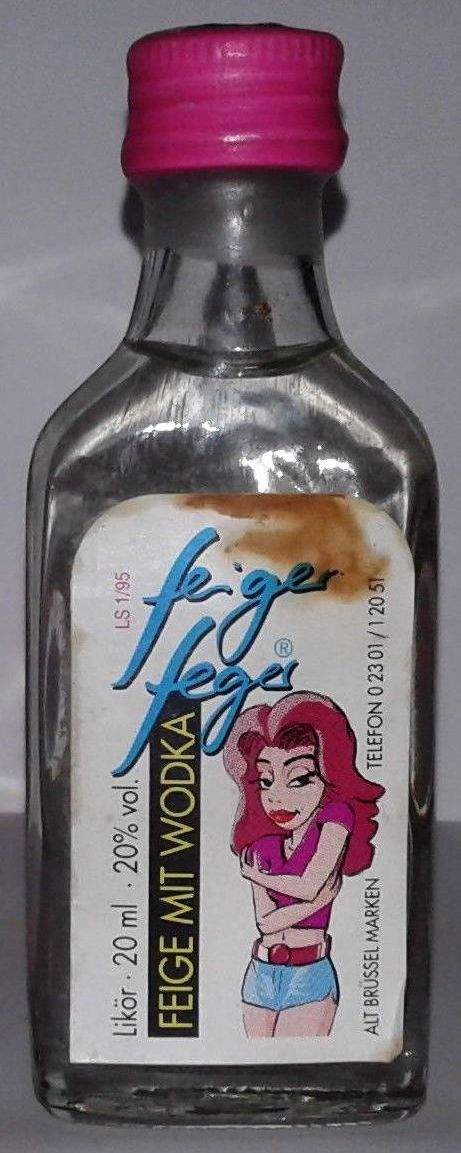 LS 1/95
feiger
feger®
Likör · 20 ml · 20% vol.
FEIGE MIT WODKA
ALT BRÜSSEL MARKEN TELEFON 0 23 01 / 1 20 51